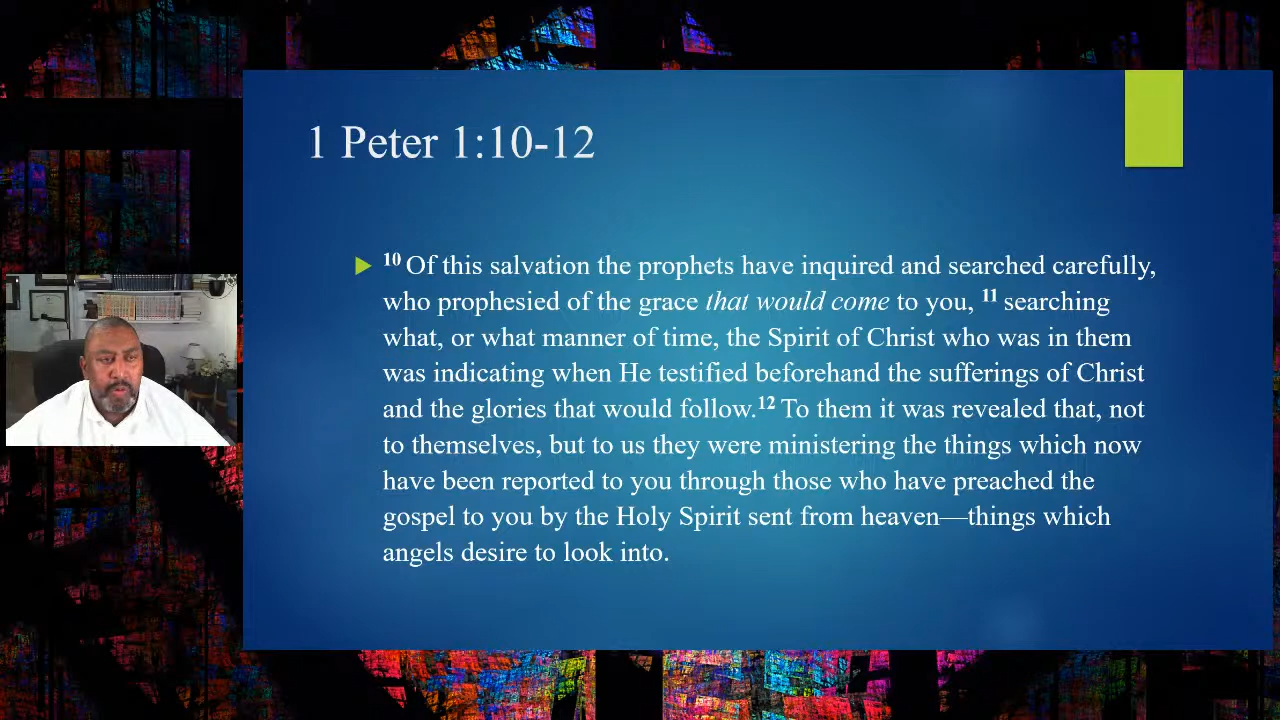 1 Peter 1:10-12
10 Of this salvation the prophets have inquired and searched carefully,
who prophesied of the grace that would come to you, 11 searching
what, or what manner of time, the Spirit of Christ who was in them
was indicating when He testified beforehand the sufferings of Christ
and the glories that would follow.12 To them it was revealed that, not
to themselves, but to us they were ministering the things which now
have been reported to you through those who have preached the
gospel to you by the Holy Spirit sent from heaven—things which
angels desire to look into.